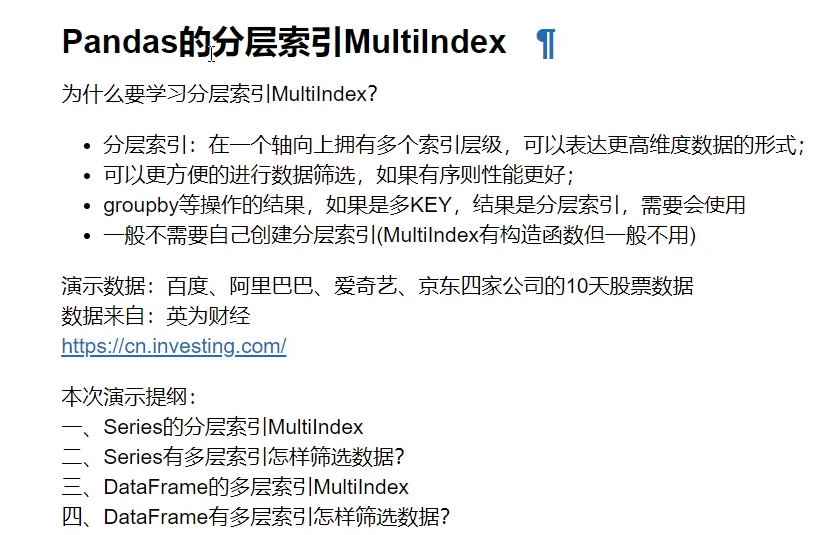 Pandas的分层索引MultiIndex ¶
为什么要学习分层索引MultiIndex?
• 分层索引：在一个轴向上拥有多个索引层级，可以表达更高维度数据的形式；
• 可以更方便的进行数据筛选，如果有序则性能更好；
• groupby等操作的结果，如果是多KEY，结果是分层索引，需要会使用
• 一般不需要自己创建分层索引(MultiIndex有构造函数但一般不用)
演示数据：百度、阿里巴巴、爱奇艺、京东四家公司的10天股票数据
数据来自：英为财经
https://cn.investing.com/
本次演示提纲：
一、Series的分层索引MultiIndex
二、Series有多层索引怎样筛选数据?
三、DataFrame的多层索引MultiIndex
四、DataFrame有多层索引怎样筛选数据?